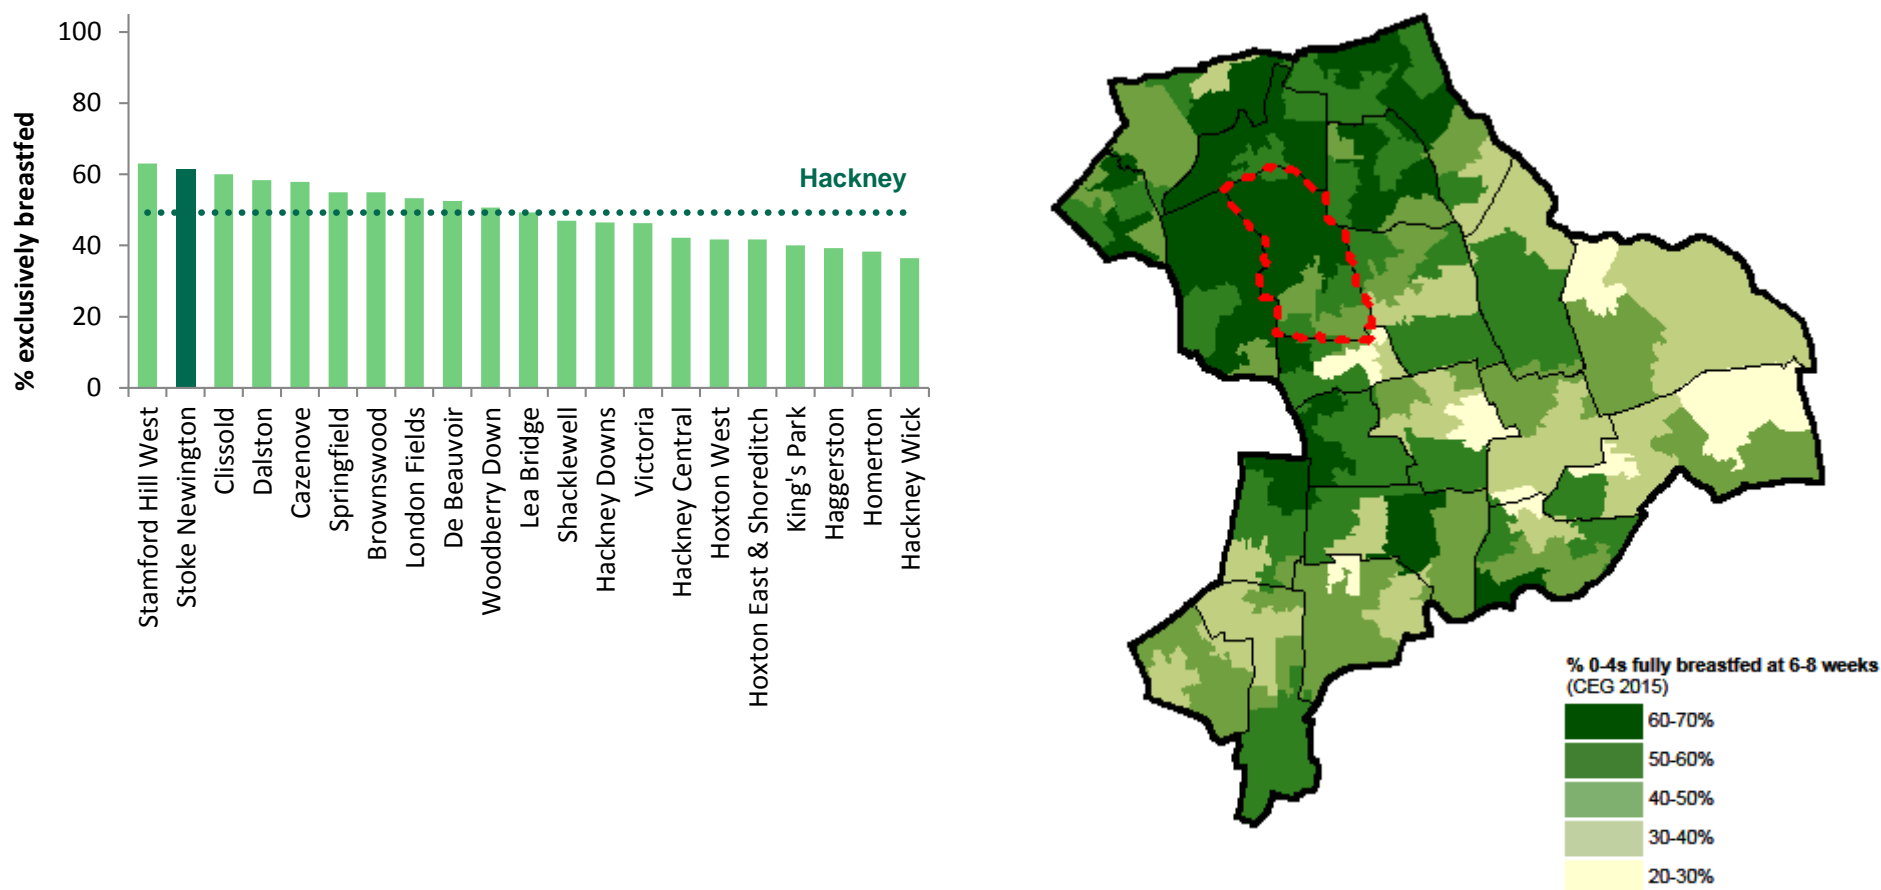 % exclusively breastfed
100
80
60
40
20
0
Hackney
Stamford Hill West
Stoke Newington
Clissold
Dalston
Cazenove
Springfield
Brownswood
London Fields
De Beauvoir
Woodberry Down
Lea Bridge
Shacklewell
Hackney Downs
Victoria
Hackney Central
Hoxton West
Hoxton East & Shoreditch
King's Park
Haggerston
Homerton
Hackney Wick
% 0-4s fully breastfed at 6-8 weeks
(CEG 2015)
60-70%
50-60%
40-50%
30-40%
20-30%